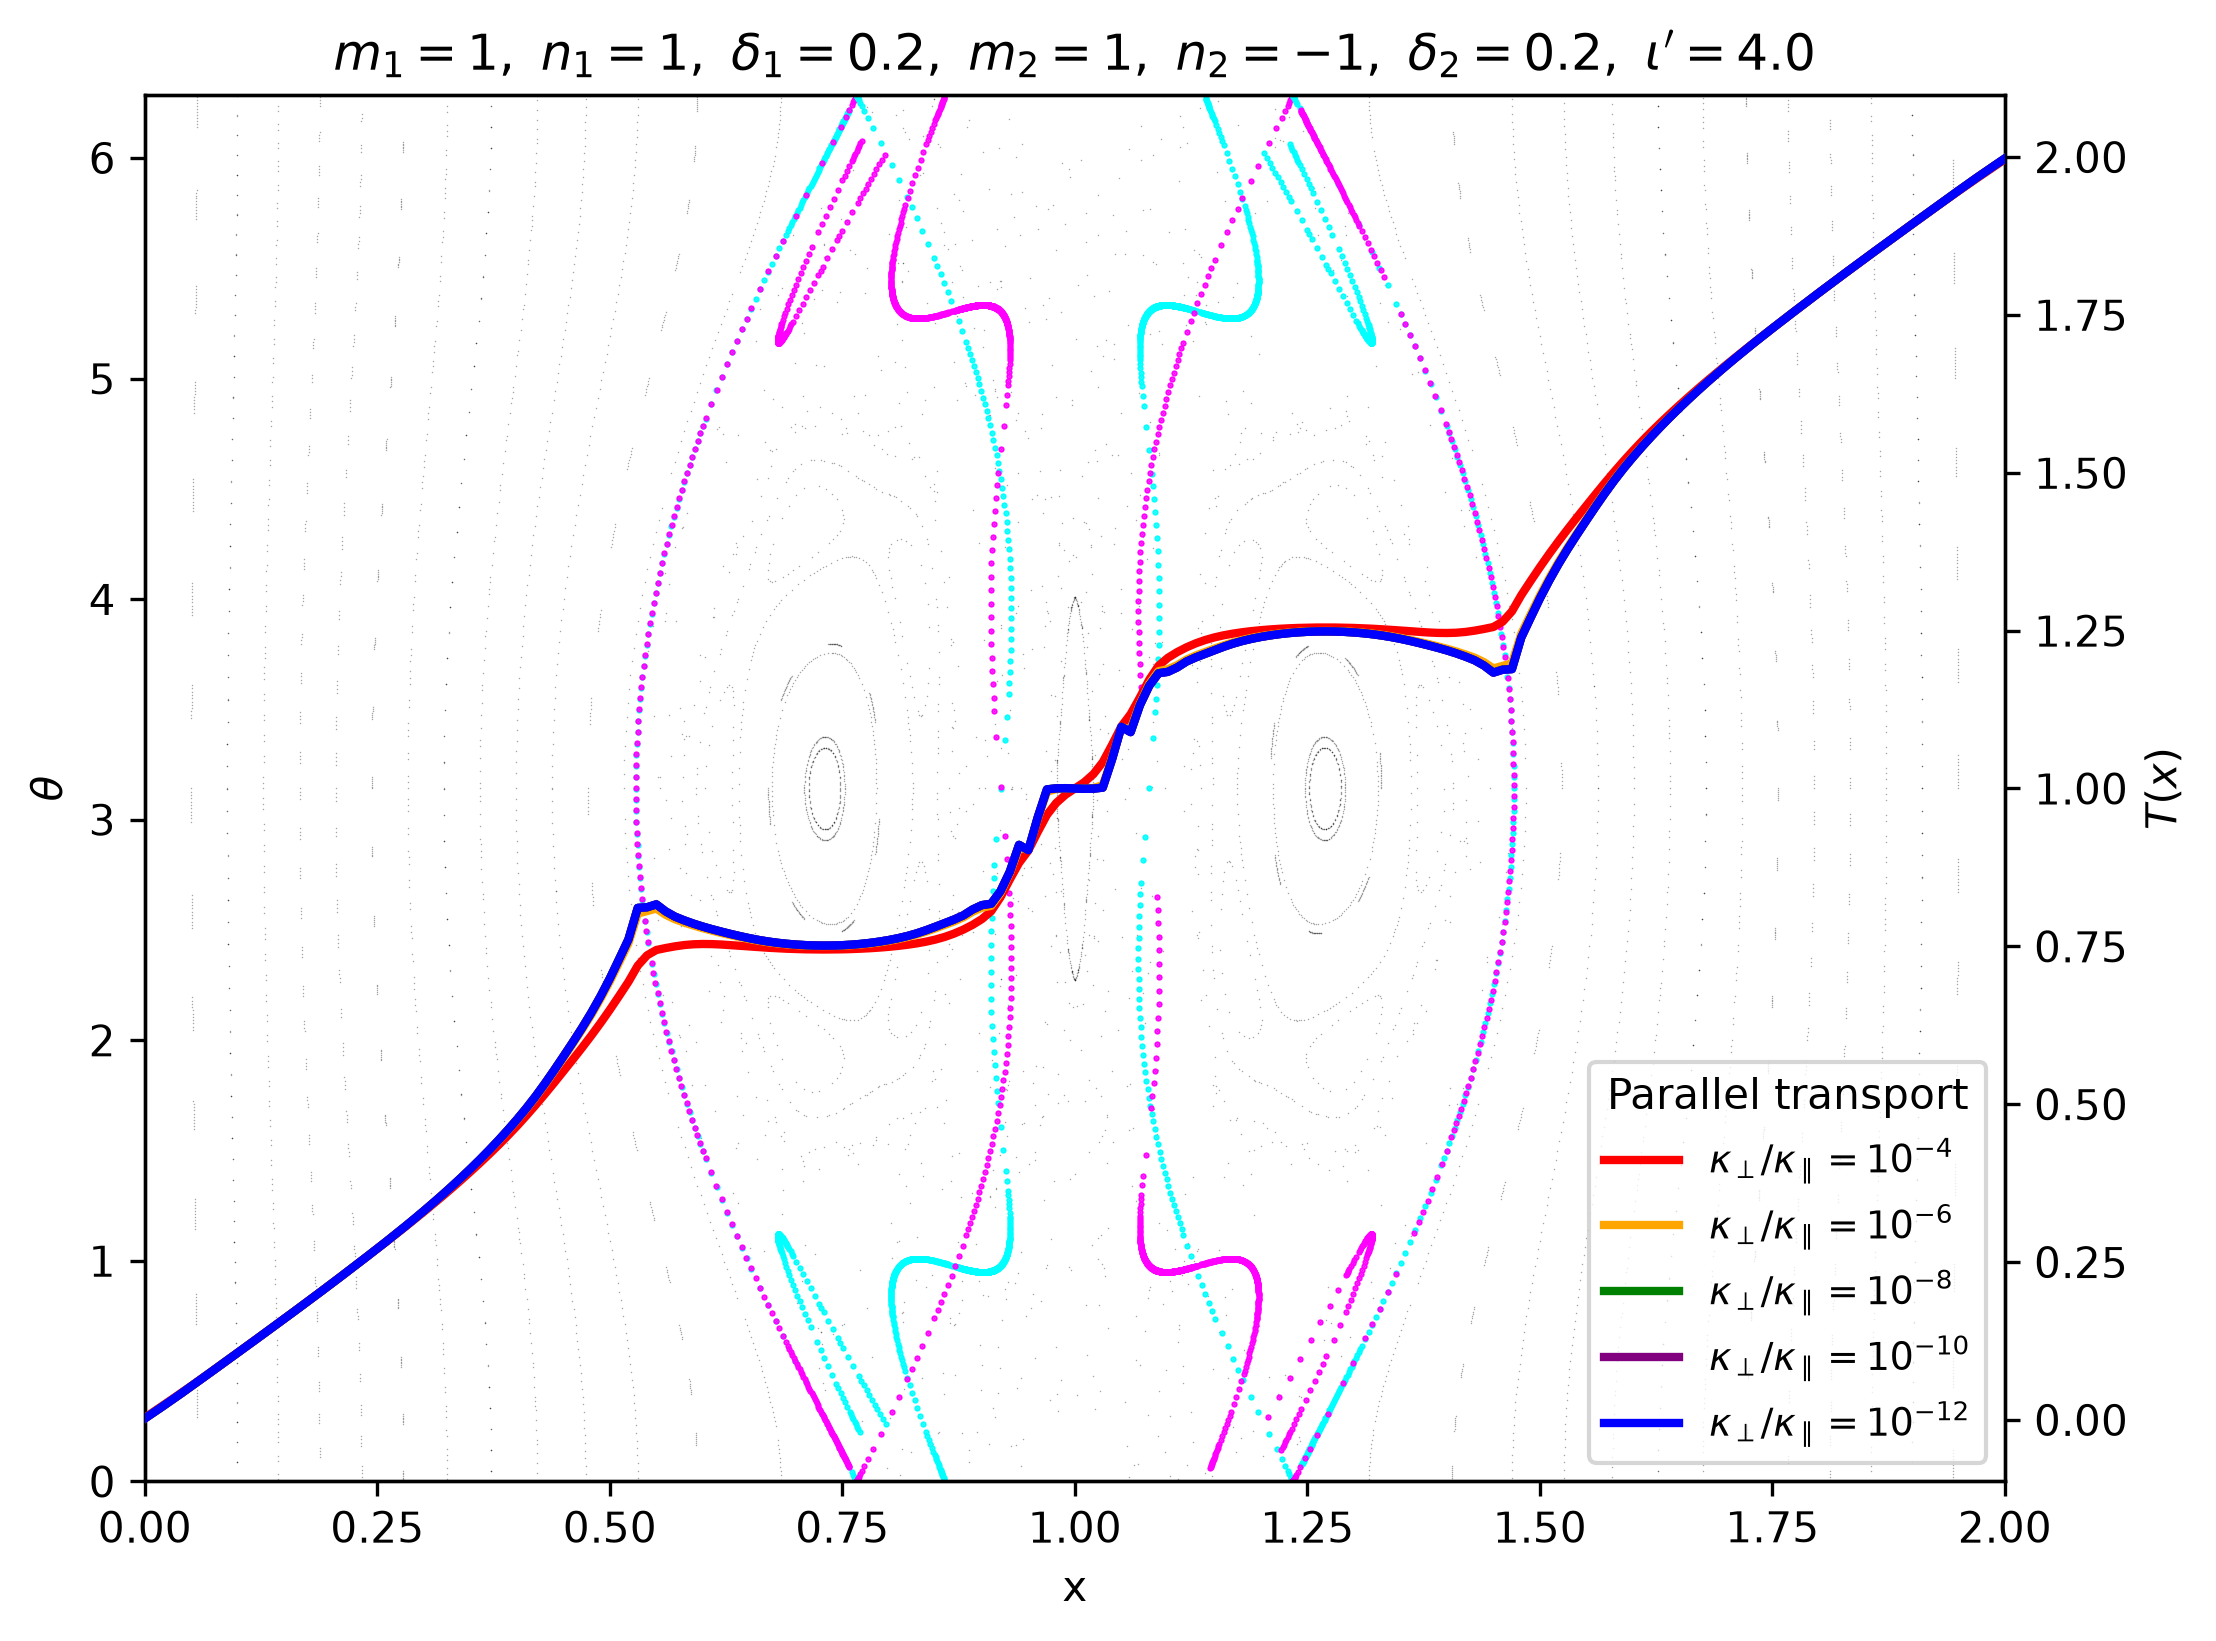 m₁ = 1, n₁ = 1, δ₁ = 0.2, m₂ = 1, n₂ = −1, δ₂ = 0.2, ι′ = 4.0
6
5
4
3
2
1
0
θ
2.00
1.75
1.50
1.25
1.00
0.75
0.50
0.25
0.00
T(x)
Parallel transport
κ⊥/κ∥ = 10⁻⁴
κ⊥/κ∥ = 10⁻⁶
κ⊥/κ∥ = 10⁻⁸
κ⊥/κ∥ = 10⁻¹⁰
κ⊥/κ∥ = 10⁻¹²
0.00 0.25 0.50 0.75 1.00 1.25 1.50 1.75 2.00
x